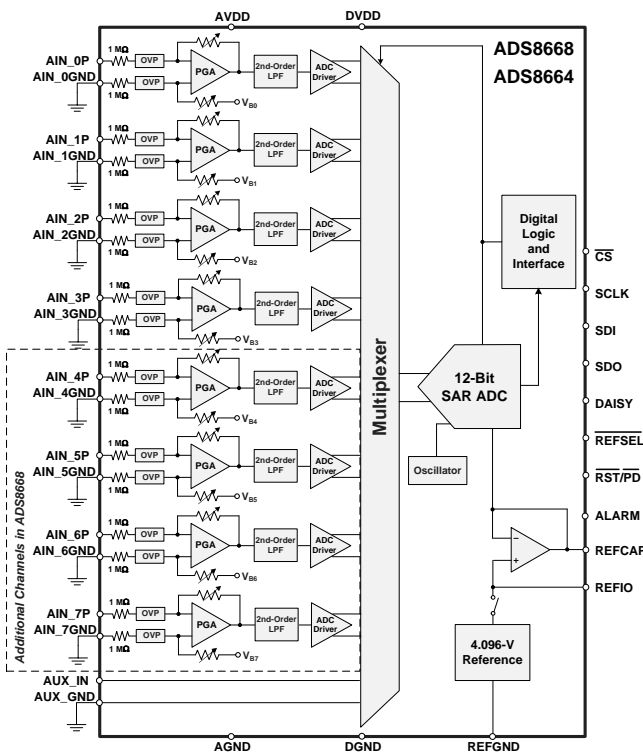 AVDD
DVDD
ADS8668
ADS8664
AIN_0P
AIN_0GND
1 MΩ
OVP
OVP
1 MΩ
PGA
2nd-Order
LPF
ADC
Driver
VB0
AIN_1P
AIN_1GND
1 MΩ
OVP
OVP
1 MΩ
PGA
2nd-Order
LPF
ADC
Driver
VB1
AIN_2P
AIN_2GND
1 MΩ
OVP
OVP
1 MΩ
PGA
2nd-Order
LPF
ADC
Driver
VB2
AIN_3P
AIN_3GND
1 MΩ
OVP
OVP
1 MΩ
PGA
2nd-Order
LPF
ADC
Driver
VB3
Additional Channels in ADS8668
AIN_4P
AIN_4GND
1 MΩ
OVP
OVP
1 MΩ
PGA
2nd-Order
LPF
ADC
Driver
VB4
AIN_5P
AIN_5GND
1 MΩ
OVP
OVP
1 MΩ
PGA
2nd-Order
LPF
ADC
Driver
VB5
AIN_6P
AIN_6GND
1 MΩ
OVP
OVP
1 MΩ
PGA
2nd-Order
LPF
ADC
Driver
VB6
AIN_7P
AIN_7GND
1 MΩ
OVP
OVP
1 MΩ
PGA
2nd-Order
LPF
ADC
Driver
VB7
AUX_IN
AUX_GND
Multiplexer
Digital
Logic
and
Interface
12-Bit
SAR ADC
Oscillator
4.096-V
Reference
CS
SCLK
SDI
SDO
DAISY
REFSEL
RST/PD
ALARM
REFCAP
REFIO
AGND
DGND
REFGND